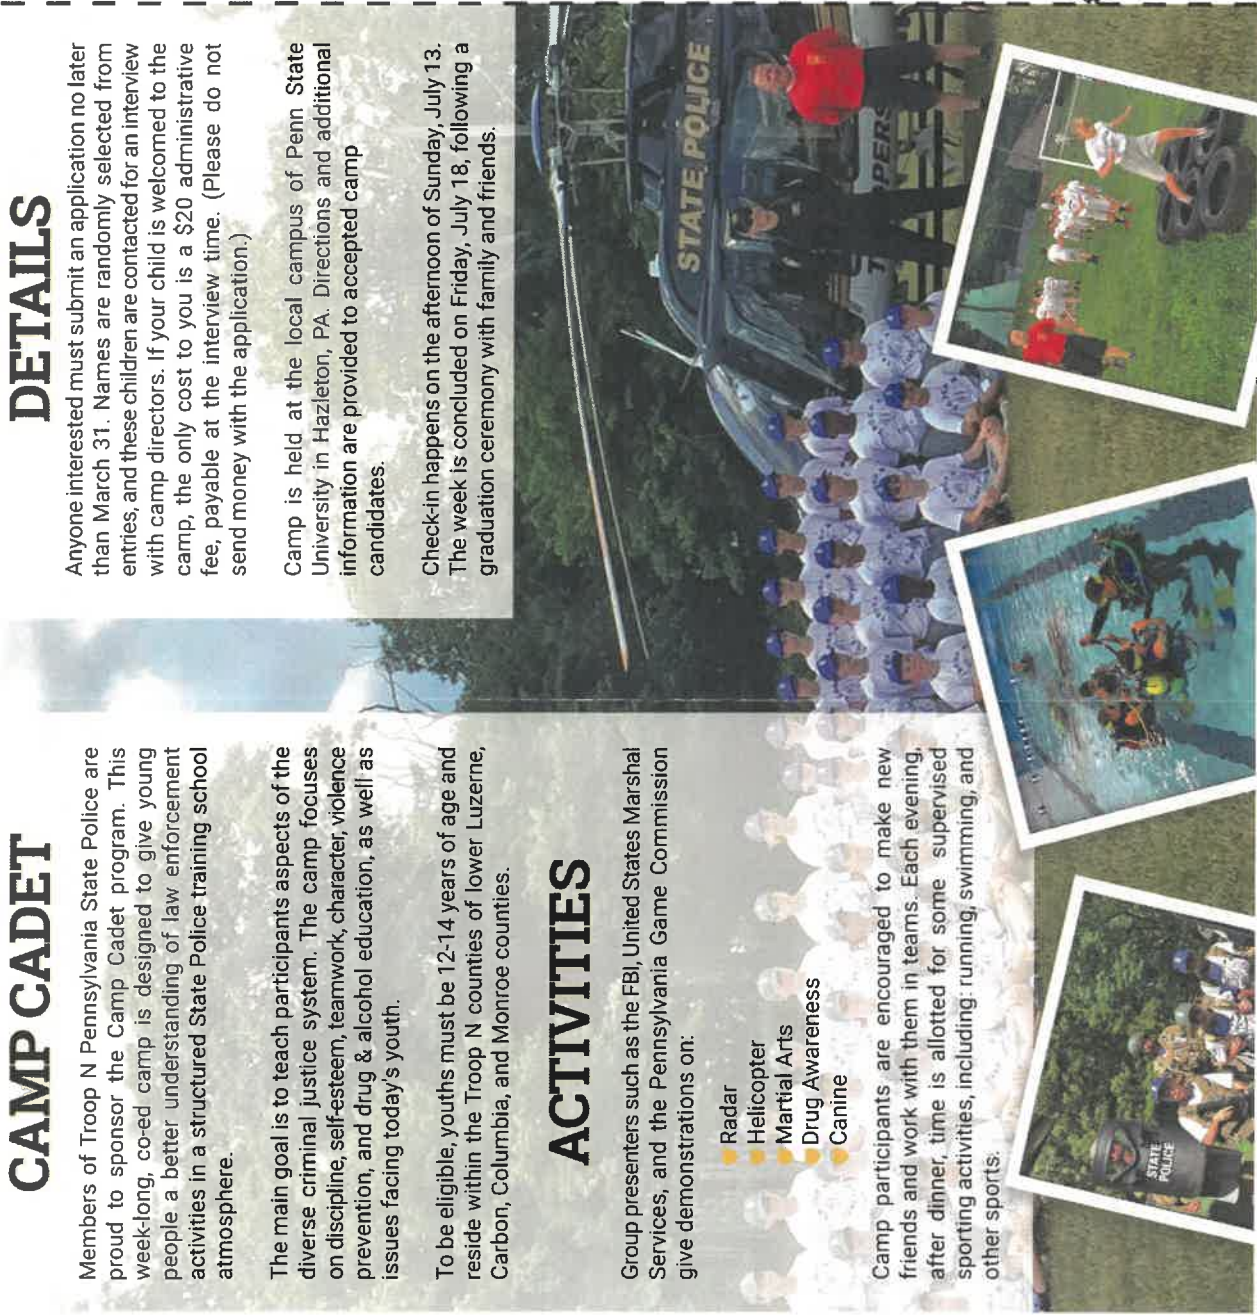 CAMP CADET
Members of Troop N Pennsylvania State Police are
proud to sponsor the Camp Cadet program. This
week-long, co-ed camp is designed to give young
people a better understanding of law enforcement
activities in a structured State Police training school
atmosphere.
The main goal is to teach participants aspects of the
diverse criminal justice system. The camp focuses
on discipline, self-esteem, teamwork, character, violence
prevention, and drug & alcohol education, as well as
issues facing today's youth.
To be eligible, youths must be 12-14 years of age and
reside within the Troop N counties of lower Luzerne,
Carbon, Columbia, and Monroe counties.
ACTIVITIES
Group presenters such as the FBI, United States Marshal
Services, and the Pennsylvania Game Commission
give demonstrations on:
Radar
Helicopter
Martial Arts
Drug Awareness
Canine
Camp participants are encouraged to make new
friends and work with them in teams. Each evening,
after dinner, time is allotted for some supervised
sporting activities, including: running, swimming, and
other sports.
STATE
POLICE
DETAILS
Anyone interested must submit an application no later
than March 31. Names are randomly selected from
entries, and these children are contacted for an interview
with camp directors. If your child is welcomed to the
camp, the only cost to you is a $20 administrative
fee, payable at the interview time. (Please do not
send money with the application.)
Camp is held at the local campus of Penn State
University in Hazleton, PA. Directions and additional
information are provided to accepted camp
candidates.
Check-in happens on the afternoon of Sunday, July 13.
The week is concluded on Friday, July 18, following a
graduation ceremony with family and friends.
STATE POLICE